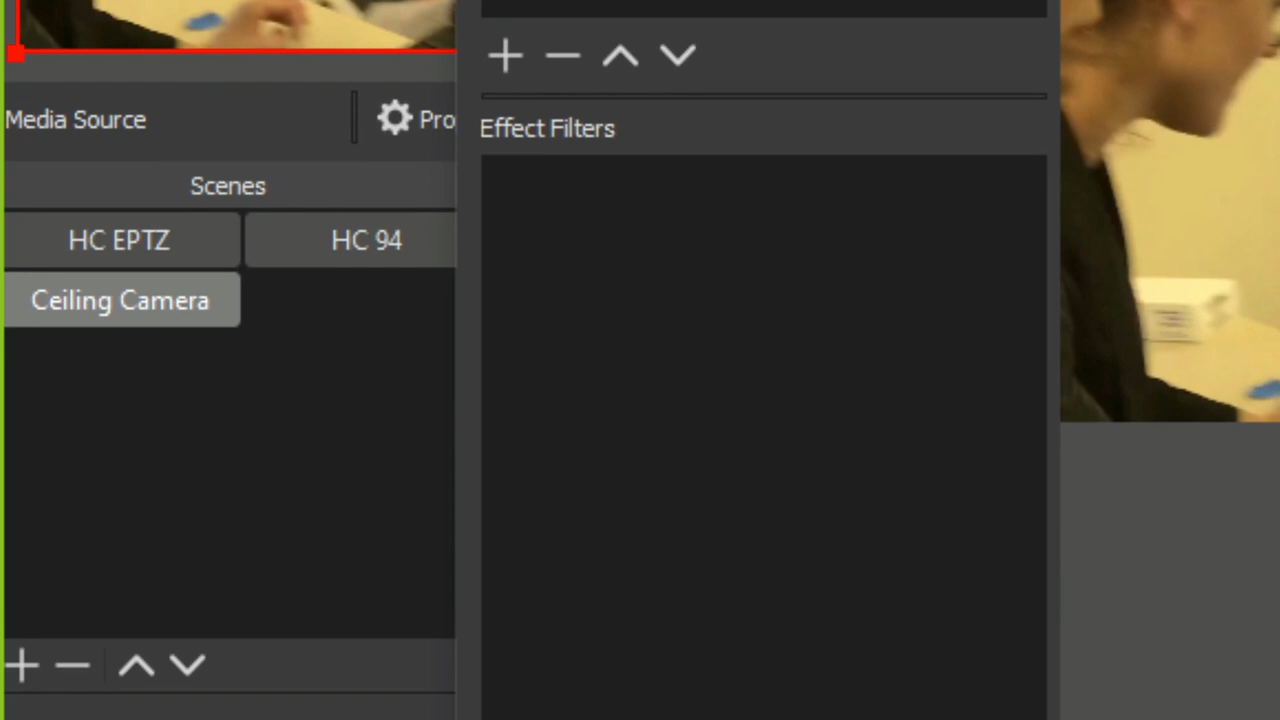 Media Source
Pro
Scenes
HC EPTZ
HC 94
Ceiling Camera
Effect Filters